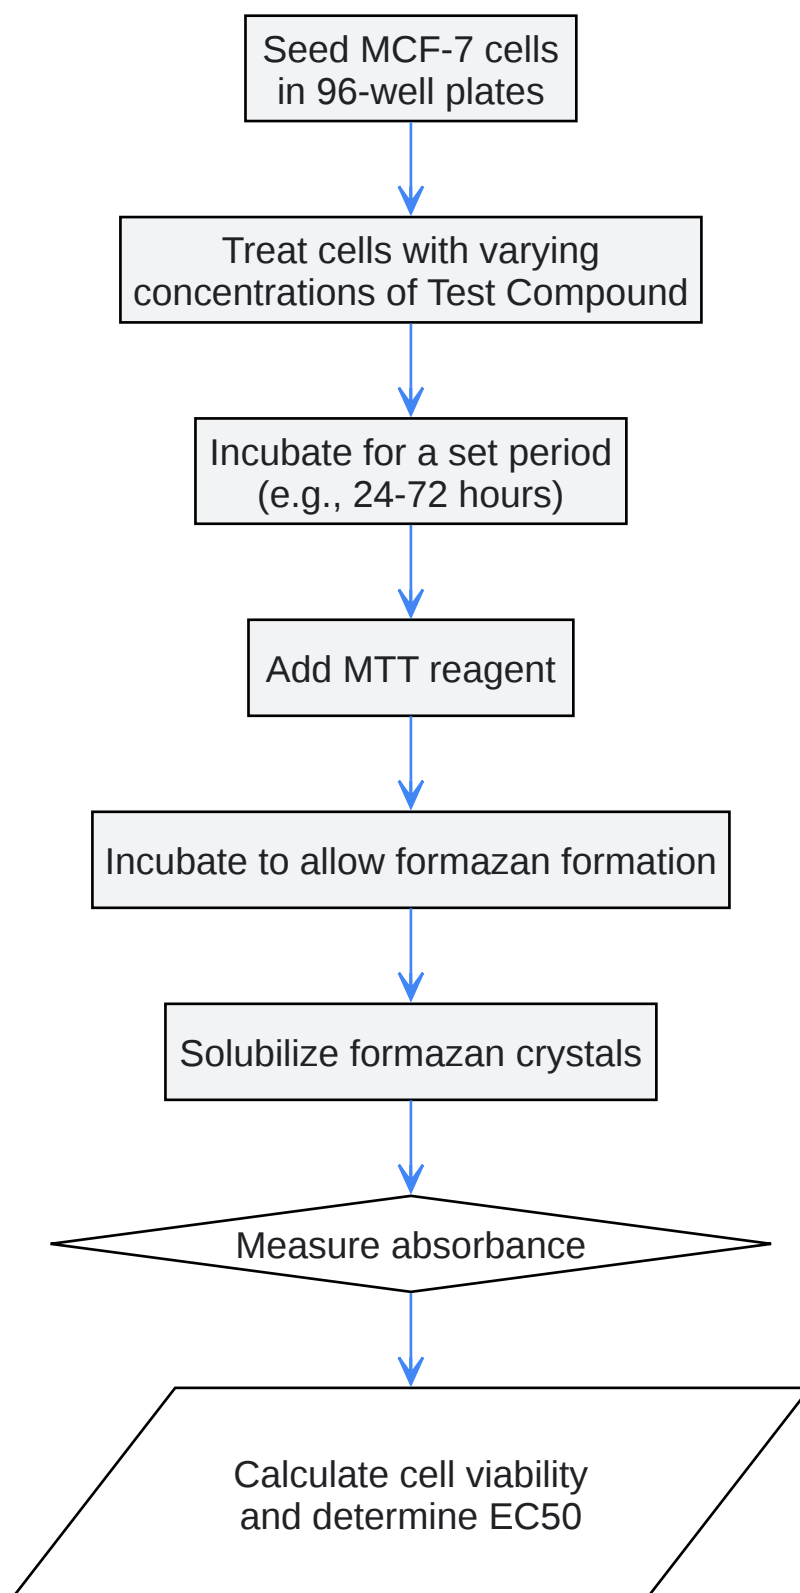 Seed MCF-7 cells
in 96-well plates
Treat cells with varying
concentrations of Test Compound
Incubate for a set period
(e.g., 24-72 hours)
Add MTT reagent
Incubate to allow formazan formation
Solubilize formazan crystals
Measure absorbance
Calculate cell viability
and determine EC50